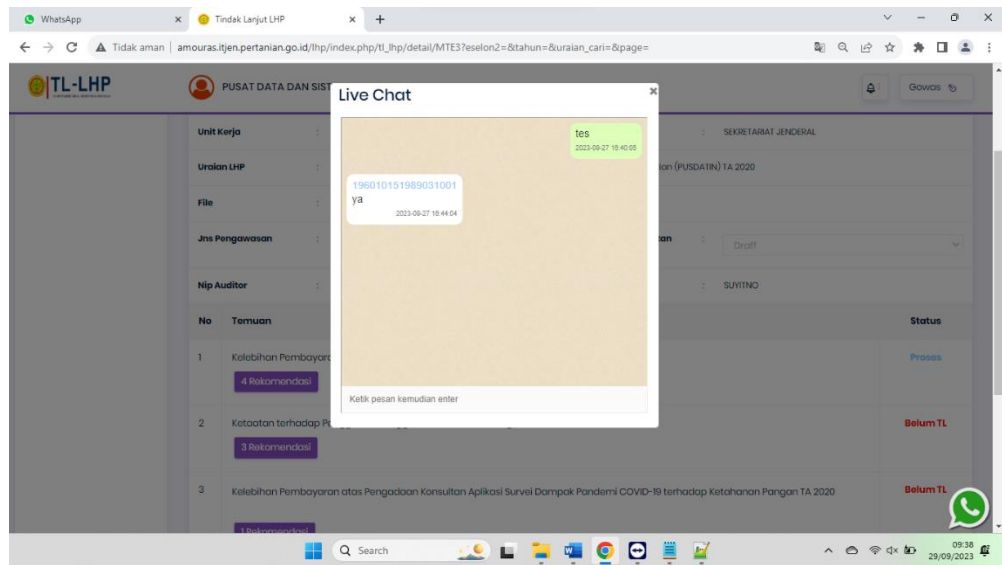 WhatsApp
Tindak Lanjut LHP
Tidak aman
amouras.itjen.pertanian.go.id/lhp/index.php/tl_lhp/detail/MTE3?eselon2=&tahun=&uraian_cari=&page=
TL-LHP
PUSAT DATA DAN SIST
Gawas
Live Chat
tes
2023-09-27 16:40:05
196010151989031001
ya
2023-09-27 16:44:04
Ketik pesan kemudian enter
Unit Kerja :
: SEKRETARIAT JENDERAL
Uraian LHP :
ian (PUSDATIN) TA 2020
File :
Jns Pengawasan :
tan : Draft
Nip Auditor :
: SUYITNO
No Temuan Status
1 Kelebihan Pembayara Proses
4 Rekomendasi
2 Ketaatan terhadap Belum TL
3 Rekomendasi
3 Kelebihan Pembayaran atas Pengadaan Konsultan Aplikasi Survei Dampak Pandemi COVID-19 terhadap Ketahanan Pangan TA 2020 Belum TL
1 Rekomendasi
Search
09:38
29/09/2023